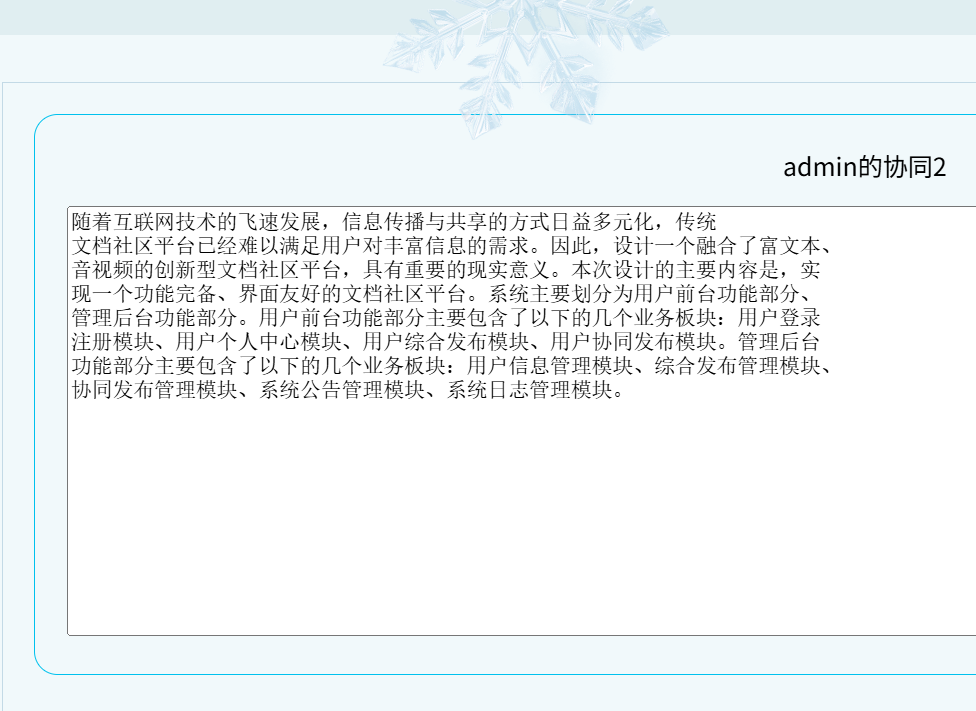 admin的协同2
随着互联网技术的飞速发展，信息传播与共享的方式日益多元化，传统
文档社区平台已经难以满足用户对丰富信息的需求。因此，设计一个融合了富文本、
音视频的创新型文档社区平台，具有重要的现实意义。本次设计的主要内容是，实
现一个功能完备、界面友好的文档社区平台。系统主要划分为用户前台功能部分、
管理后台功能部分。用户前台功能部分主要包含了以下的几个业务板块：用户登录
注册模块、用户个人中心模块、用户综合发布模块、用户协同发布模块。管理后台
功能部分主要包含了以下的几个业务板块：用户信息管理模块、综合发布管理模块、
协同发布管理模块、系统公告管理模块、系统日志管理模块。